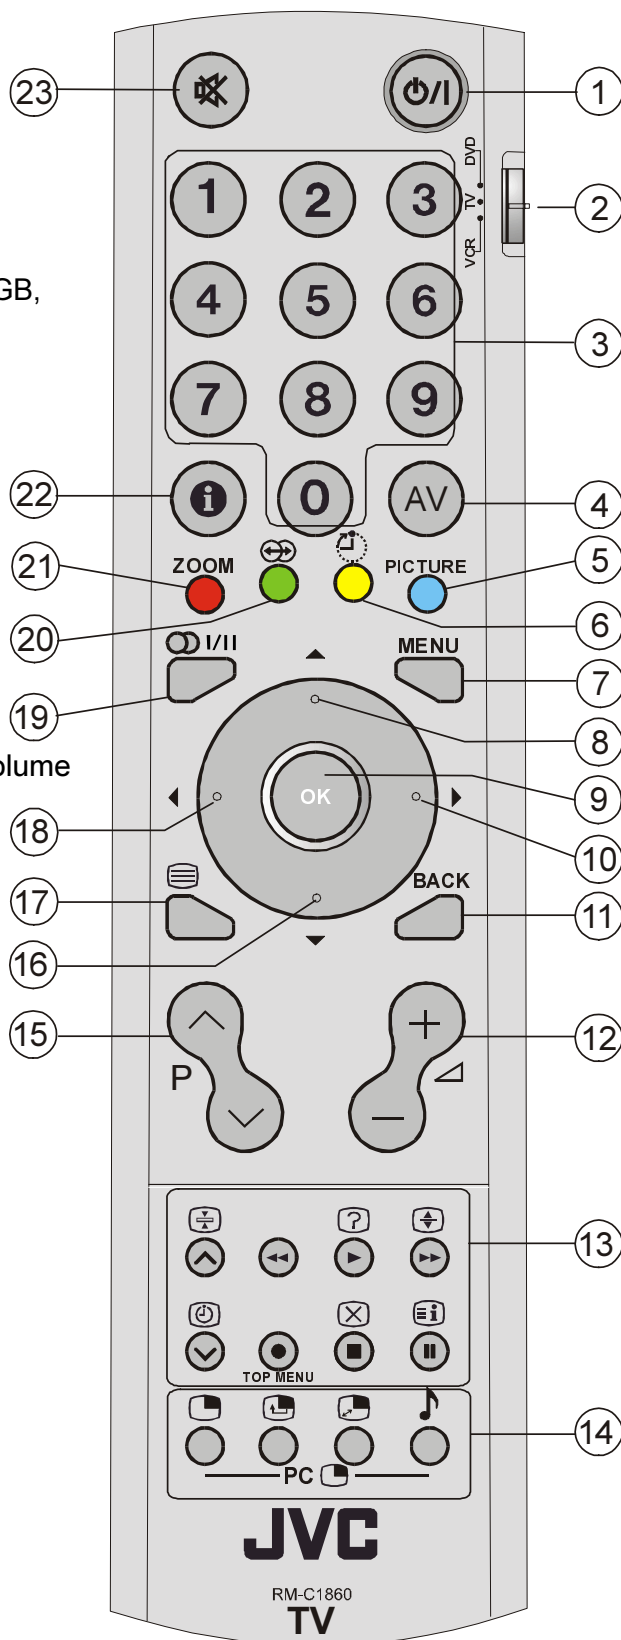 23
1
DVD
TV
VCR
2
1 2 3
GB,
4 5 6
3
7 8 9
22
0
AV
4
21
ZOOM
PICTURE
5
20
6
I/II
MENU
7
19
8
olume
OK
9
18
10
17
BACK
11
16
15
P
12
?
13
TOP MENU
14
PC
JVC
RM-C1860
TV